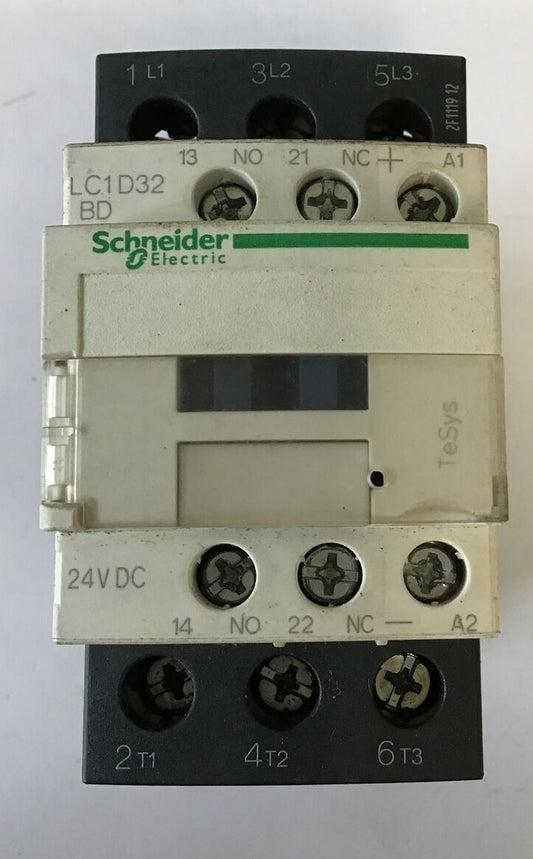 1 L1 3 L2 5 L3
2F1119 12
13 NO 21 NC + A1
LC1D32
BD
Schneider
Electric
TeSys
24V DC
14 NO 22 NC — A2
2 T1 4 T2 6 T3